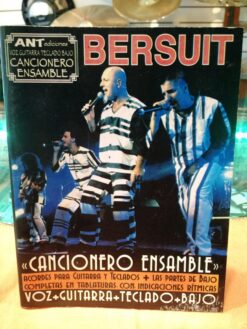 ANT ediciones
VOZ GUITARRA TECLADO BAJO
CANCIONERO
ENSAMBLE
BERSUIT
«CANCIONERO ENSAMBLE»
ACORDES PARA GUITARRA Y TECLADOS + LAS PARTES DE BAJO
COMPLETAS EN TABLATURAS CON INDICACIONES RÍTMICAS
VOZ+GUITARRA+TECLADO+BAJO